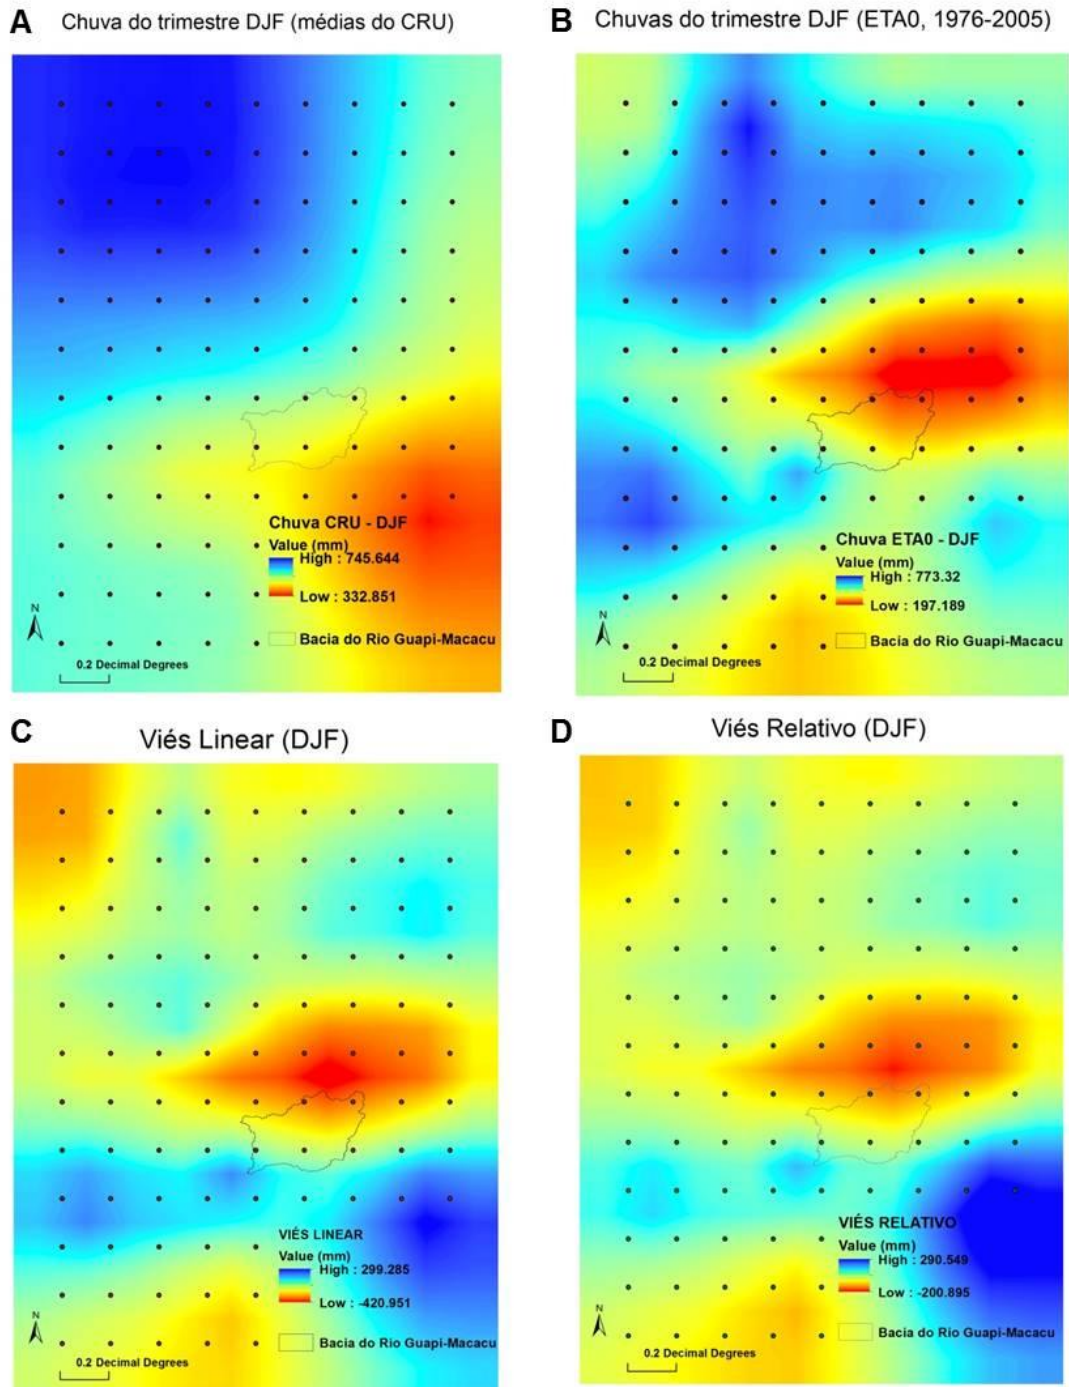 A
Chuva do trimestre DJF (médias do CRU)
Chuva CRU - DJF
Value (mm)
High : 745.644
Low : 332.851
Bacia do Rio Guapi-Macacu
N
0.2 Decimal Degrees
B
Chuvas do trimestre DJF (ETA0, 1976-2005)
Chuva ETA0 - DJF
Value (mm)
High : 773.32
Low : 197.189
Bacia do Rio Guapi-Macacu
N
0.2 Decimal Degrees
C
Viés Linear (DJF)
VIÉS LINEAR
Value (mm)
High : 299.285
Low : -420.951
Bacia do Rio Guapi-Macacu
N
0.2 Decimal Degrees
D
Viés Relativo (DJF)
VIÉS RELATIVO
Value (mm)
High : 290.549
Low : -200.895
Bacia do Rio Guapi-Macacu
N
0.2 Decimal Degrees